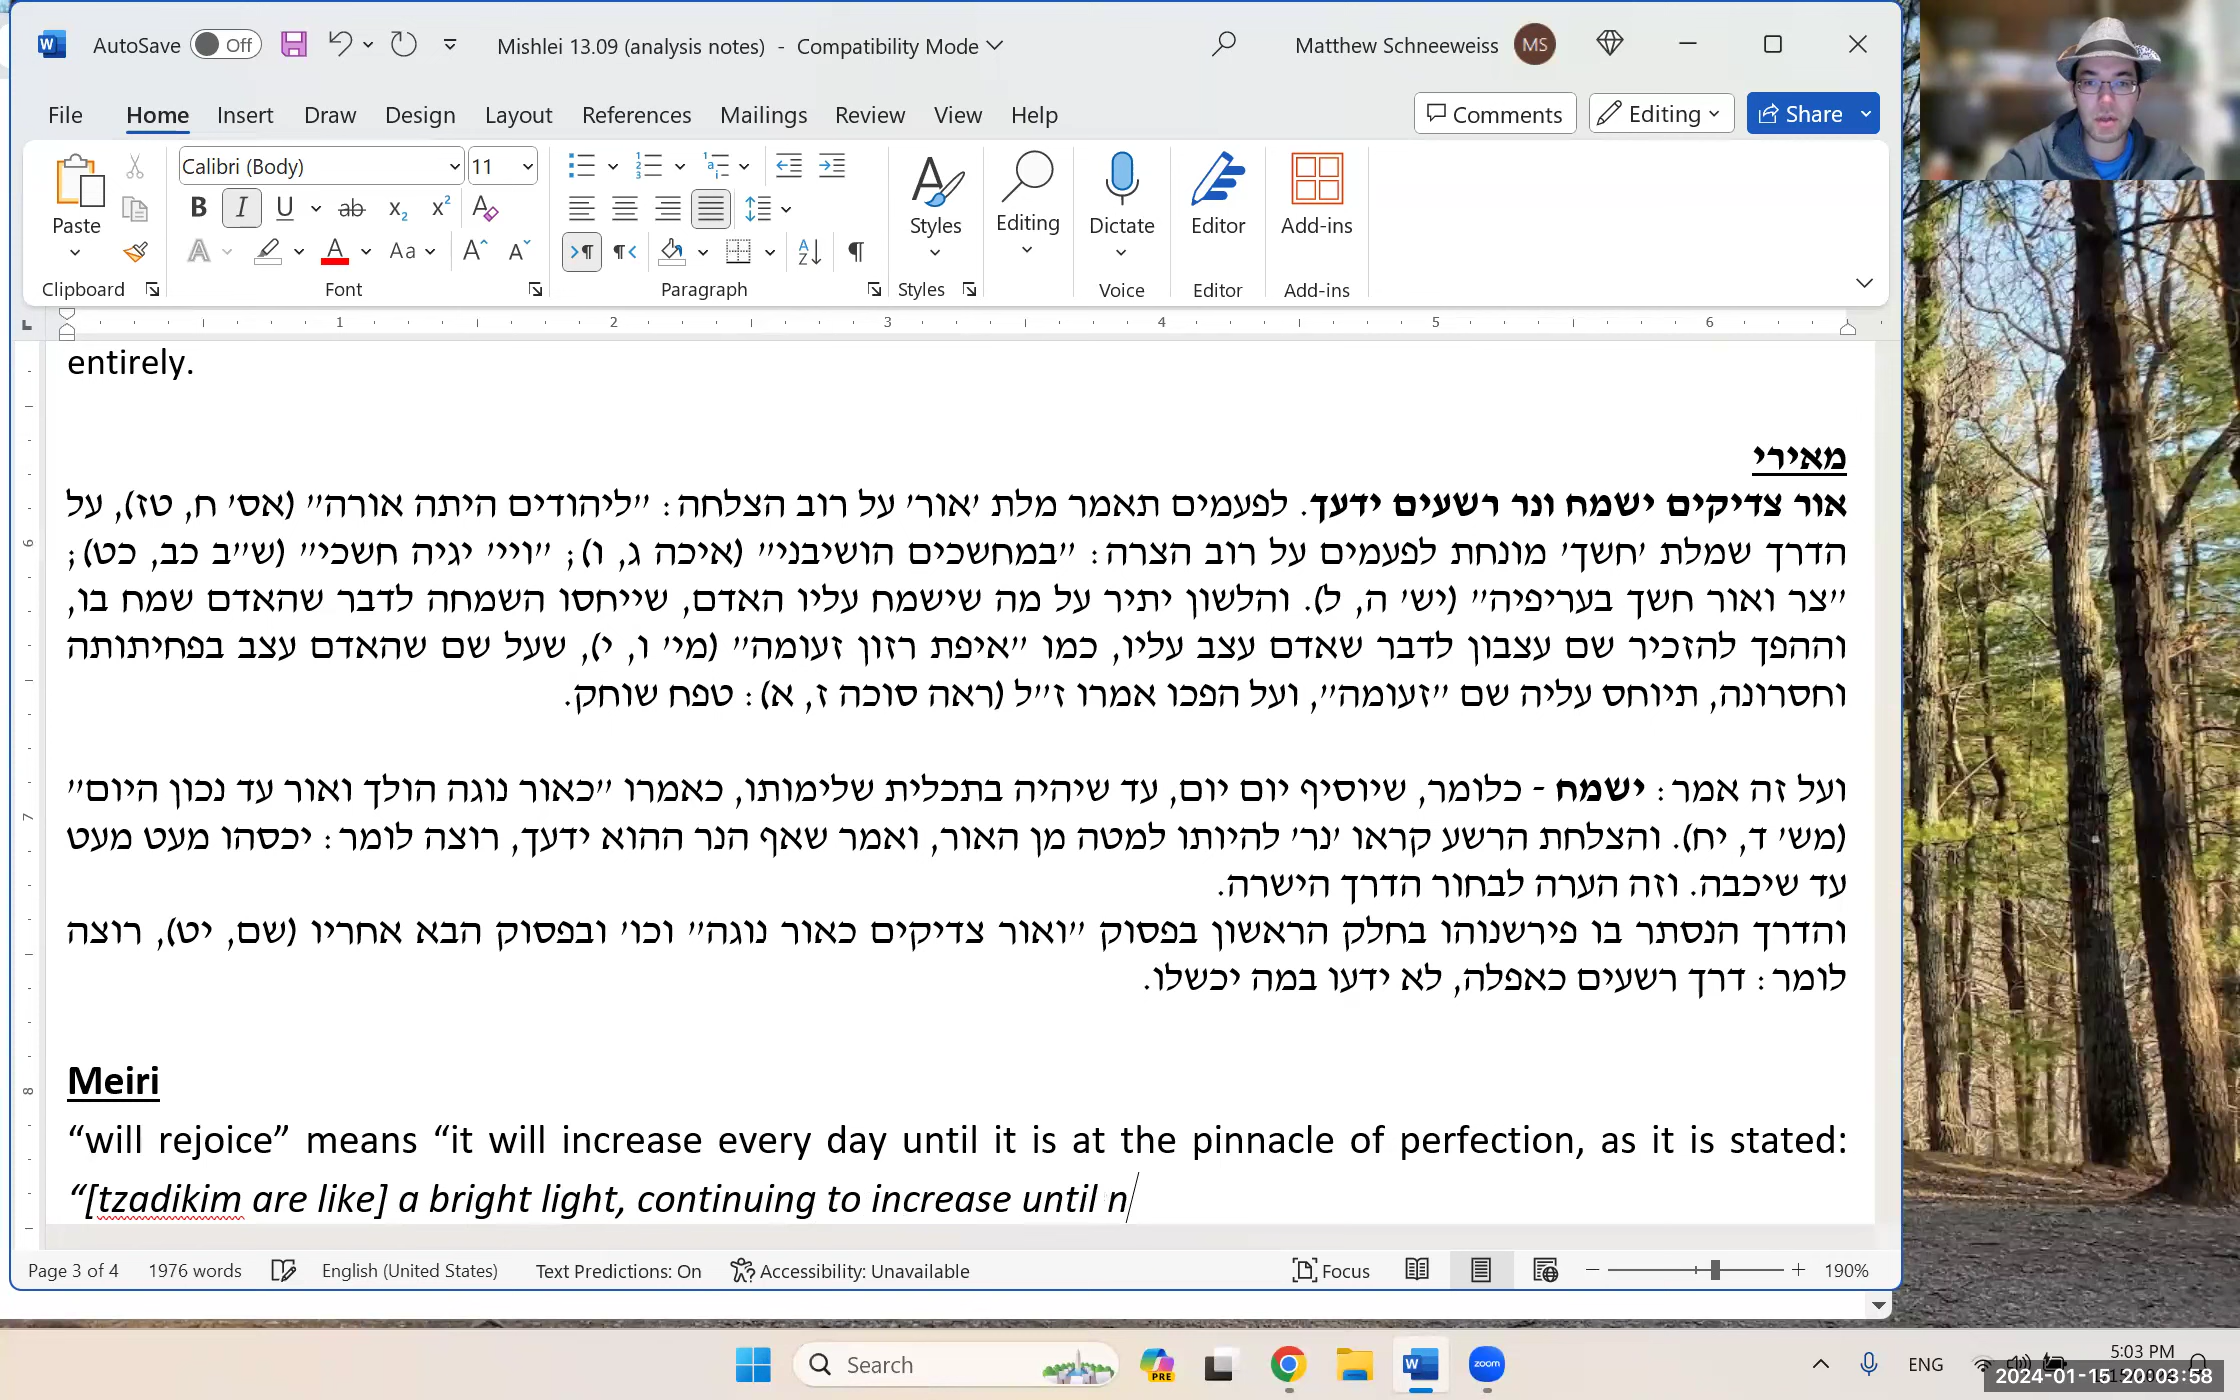 AutoSave Off Mishlei 13.09 (analysis notes) - Compatibility Mode Matthew Schneeweiss MS
File Home Insert Draw Design Layout References Mailings Review View Help Comments Editing Share
Calibri (Body) 11
Paste
Styles Editing Dictate Editor Add-ins
Clipboard Font Paragraph Styles Voice Editor Add-ins
1 2 3 4 5 6
entirely.
מאירי
אור צדיקים ישמח ונר רשעים ידעך. לפעמים תאמר מלת 'אור' על רוב הצלחה: "ליהודים היתה אורה" (אס' ח, טז), על
הדרך שמלת 'חשך' מונחת לפעמים על רוב הצרה: "במחשכים הושיבני" (איכה ג, ו); "ויי' יגיה חשכי" (ש"ב כב, כט);
"צר ואור חשך בעריפיה" (יש' ה, ל). והלשון יתיר על מה שישמח עליו האדם, שייחסו השמחה לדבר שהאדם שמח בו,
וההפך להזכיר שם עצבון לדבר שאדם עצב עליו, כמו "איפת רזון זעומה" (מי' ו, י), שעל שם שהאדם עצב בפחיתותה
וחסרונה, תיוחס עליה שם "זעומה", ועל הפכו אמרו ז"ל (ראה סוכה ז, א): טפח שוחק.
ועל זה אמר: ישמח - כלומר, שיוסיף יום יום, עד שיהיה בתכלית שלימותו, כאמרו "כאור נוגה הולך ואור עד נכון היום"
(מש' ד, יח). והצלחת הרשע קראו 'נר' להיותו למטה מן האור, ואמר שאף הנר ההוא ידעך, רוצה לומר: יכסהו מעט מעט
עד שיכבה. וזה הערה לבחור הדרך הישרה.
והדרך הנסתר בו פירשנוהו בחלק הראשון בפסוק "ואור צדיקים כאור נוגה" וכו' ובפסוק הבא אחריו (שם, יט), רוצה
לומר: דרך רשעים כאפלה, לא ידעו במה יכשלו.
Meiri
“will rejoice” means “it will increase every day until it is at the pinnacle of perfection, as it is stated:
“[tzadikim are like] a bright light, continuing to increase until n
Page 3 of 4 1976 words English (United States) Text Predictions: On Accessibility: Unavailable Focus 190%
Search PRE zoom ENG 5:03 PM
2024-01-15 20:03:58